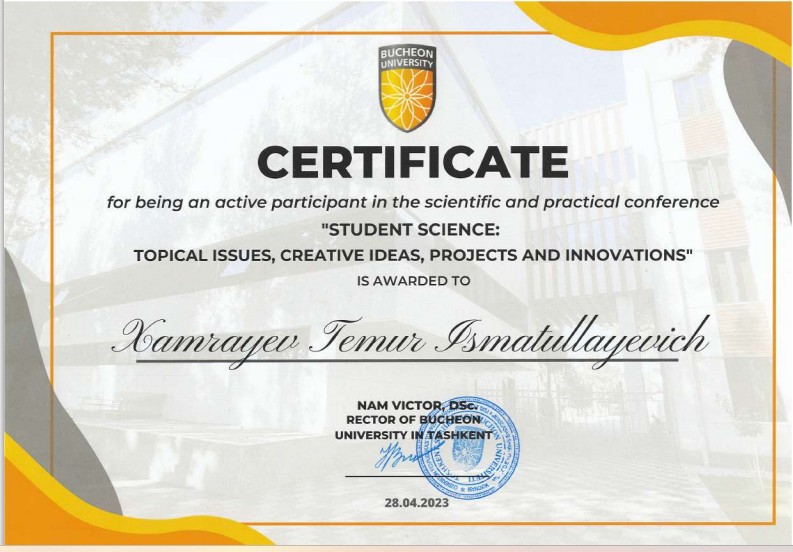 BUCHEON
UNIVERSITY
CERTIFICATE
for being an active participant in the scientific and practical conference
"STUDENT SCIENCE:
TOPICAL ISSUES, CREATIVE IDEAS, PROJECTS AND INNOVATIONS"
IS AWARDED TO
Xamrayev Temur Ismatullayevich
NAM VICTOR, DSc.
RECTOR OF BUCHEON
UNIVERSITY IN TASHKENT
28.04.2023